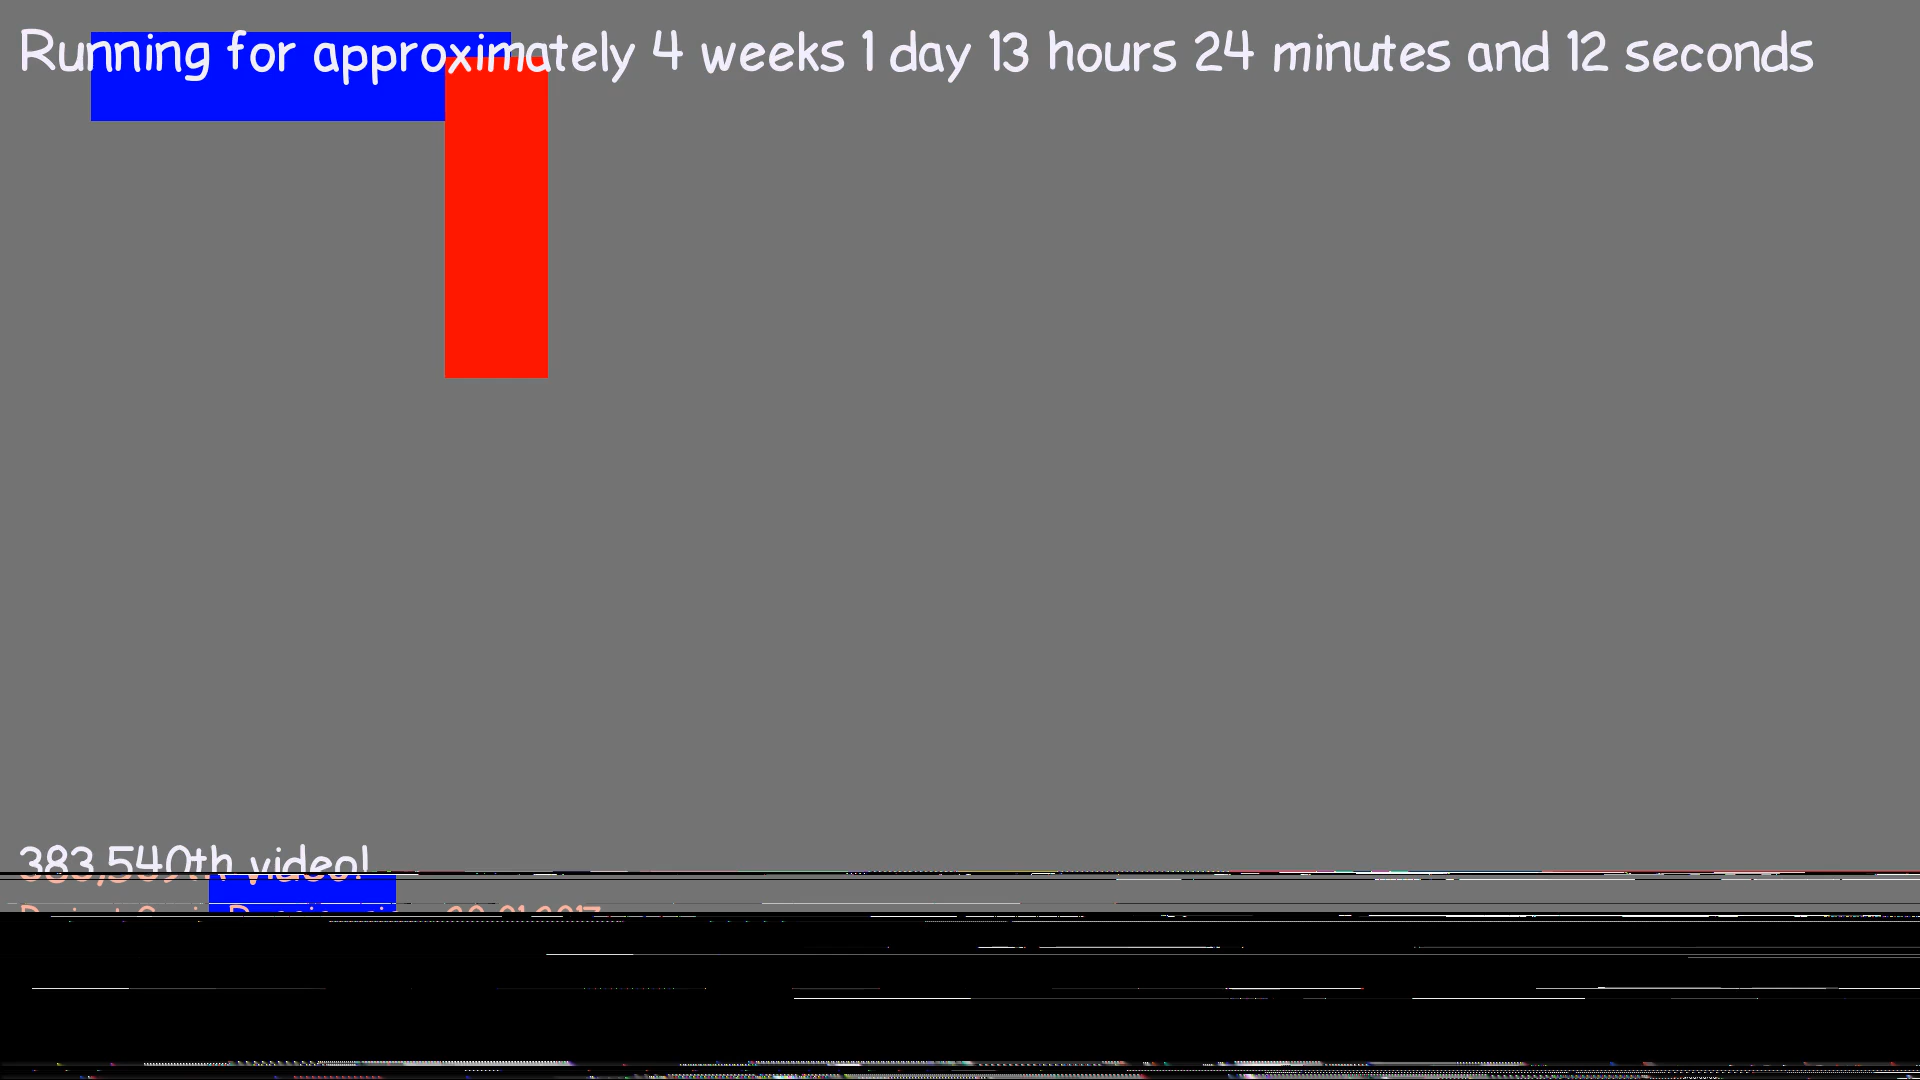 Running for approximately 4 weeks 1 day 13 hours 24 minutes and 12 seconds
383,540th video!